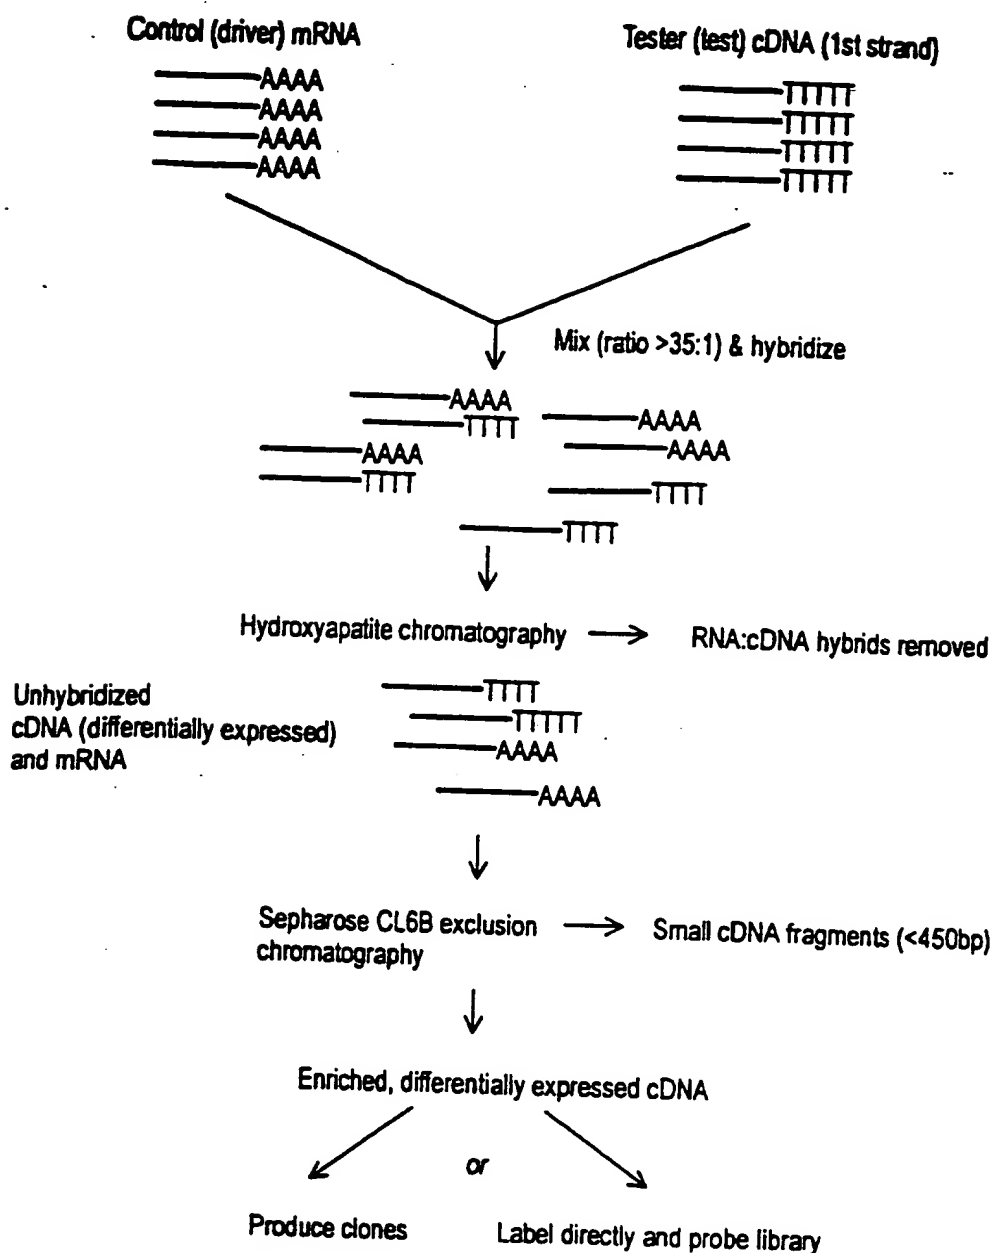 Control (driver) mRNA
Tester (test) cDNA (1st strand)
AAAA
AAAA
AAAA
AAAA
TTTTT
TTTTT
TTTTT
TTTTT
Mix (ratio >35:1) & hybridize
AAAA
TTTT
AAAA
AAAA
AAAA
TTTT
TTTT
TTTT
Hydroxyapatite chromatography
RNA:cDNA hybrids removed
Unhybridized
cDNA (differentially expressed)
and mRNA
TTTT
TTTTT
AAAA
AAAA
Sepharose CL6B exclusion
chromatography
Small cDNA fragments (<450bp)
Enriched, differentially expressed cDNA
or
Produce clones
Label directly and probe library